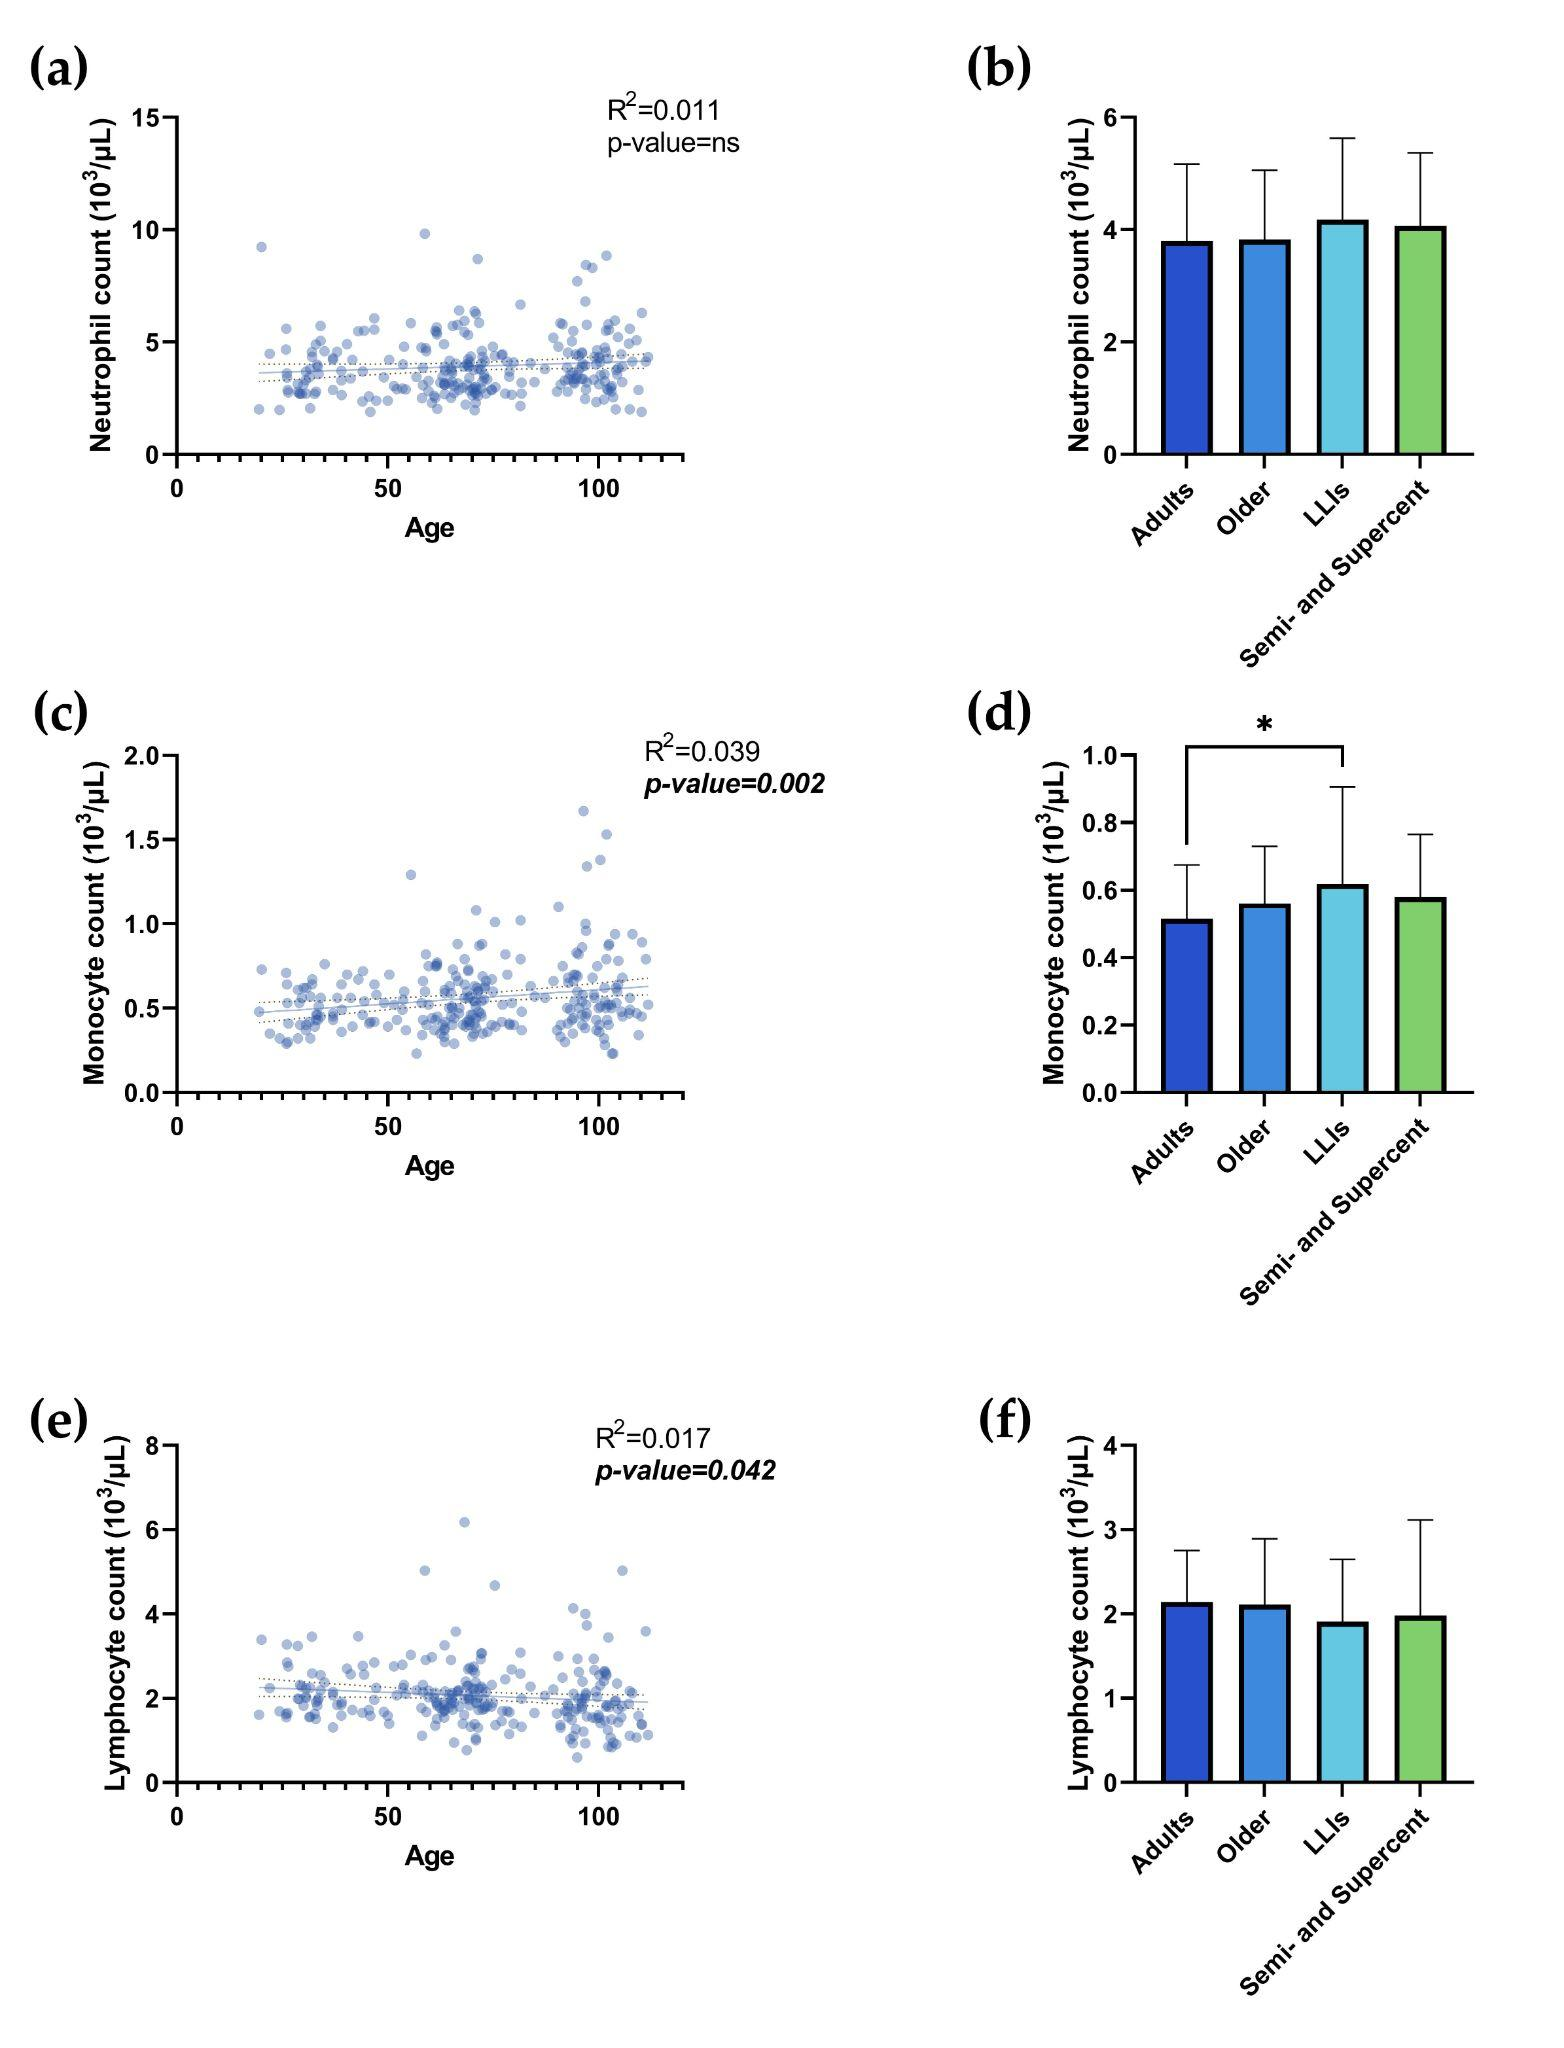 (a)
R²=0.011
p-value=ns
Neutrophil count (10³/µL)
15
10
5
0
0 50 100
Age
(b)
Neutrophil count (10³/µL)
6
4
2
0
Adults
Older
LLIs
Semi- and Supercent
(c)
R²=0.039
p-value=0.002
Monocyte count (10³/µL)
2.0
1.5
1.0
0.5
0.0
0 50 100
Age
(d)
*
Monocyte count (10³/µL)
1.0
0.8
0.6
0.4
0.2
0.0
Adults
Older
LLIs
Semi- and Supercent
(e)
R²=0.017
p-value=0.042
Lymphocyte count (10³/µL)
8
6
4
2
0
0 50 100
Age
(f)
Lymphocyte count (10³/µL)
4
3
2
1
0
Adults
Older
LLIs
Semi- and Supercent